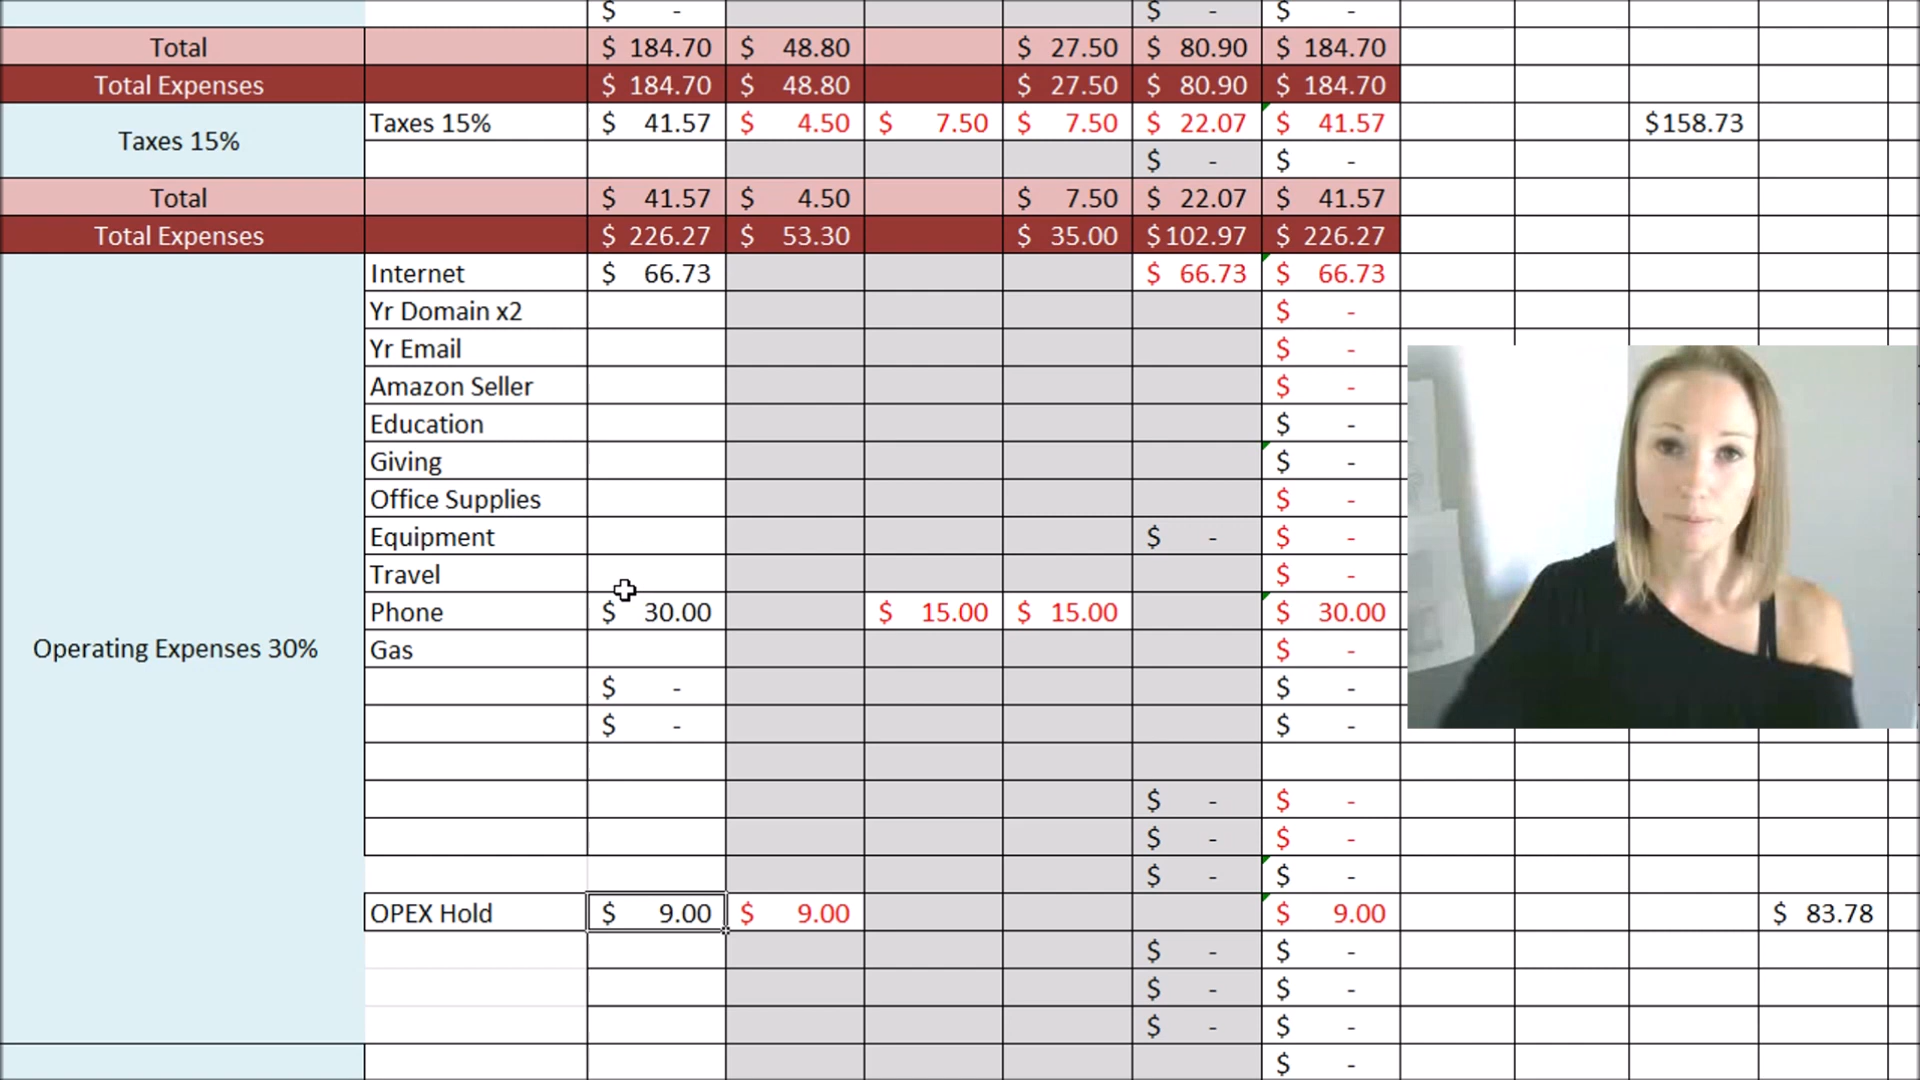 $ - $ - $ -
Total $ 184.70 $ 48.80 $ 27.50 $ 80.90 $ 184.70
Total Expenses $ 184.70 $ 48.80 $ 27.50 $ 80.90 $ 184.70
Taxes 15% $ 41.57 $ 4.50 $ 7.50 $ 7.50 $ 22.07 $ 41.57 $158.73
Taxes 15%
$ - $ -
Total $ 41.57 $ 4.50 $ 7.50 $ 22.07 $ 41.57
Total Expenses $ 226.27 $ 53.30 $ 35.00 $102.97 $ 226.27
Internet $ 66.73 $ 66.73 $ 66.73
Yr Domain x2 $ -
Yr Email $ -
Amazon Seller $ -
Education $ -
Giving $ -
Office Supplies $ -
Equipment $ - $ -
Travel $ -
Phone $ 30.00 $ 15.00 $ 15.00 $ 30.00
Operating Expenses 30% Gas $ -
$ - $ -
$ - $ -
$ - $ -
$ - $ -
$ - $ -
OPEX Hold $ 9.00 $ 9.00 $ 9.00 $ 83.78
$ - $ -
$ - $ -
$ - $ -
$ -